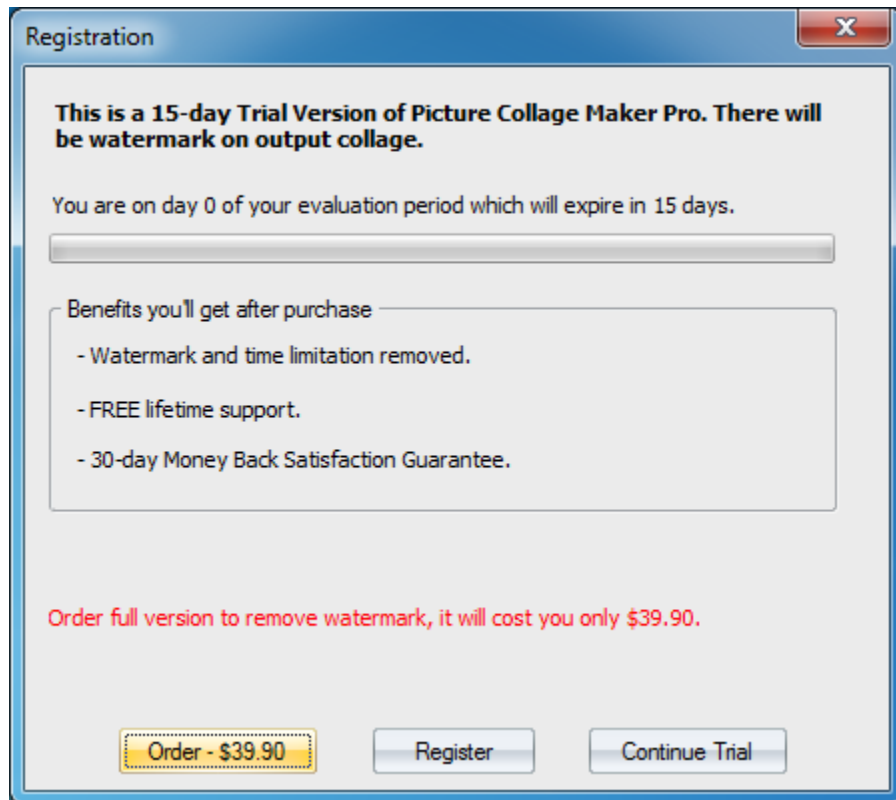 Registration
This is a 15-day Trial Version of Picture Collage Maker Pro. There will
be watermark on output collage.
You are on day 0 of your evaluation period which will expire in 15 days.
Benefits you'll get after purchase
- Watermark and time limitation removed.
- FREE lifetime support.
- 30-day Money Back Satisfaction Guarantee.
Order full version to remove watermark, it will cost you only $39.90.
Order - $39.90
Register
Continue Trial